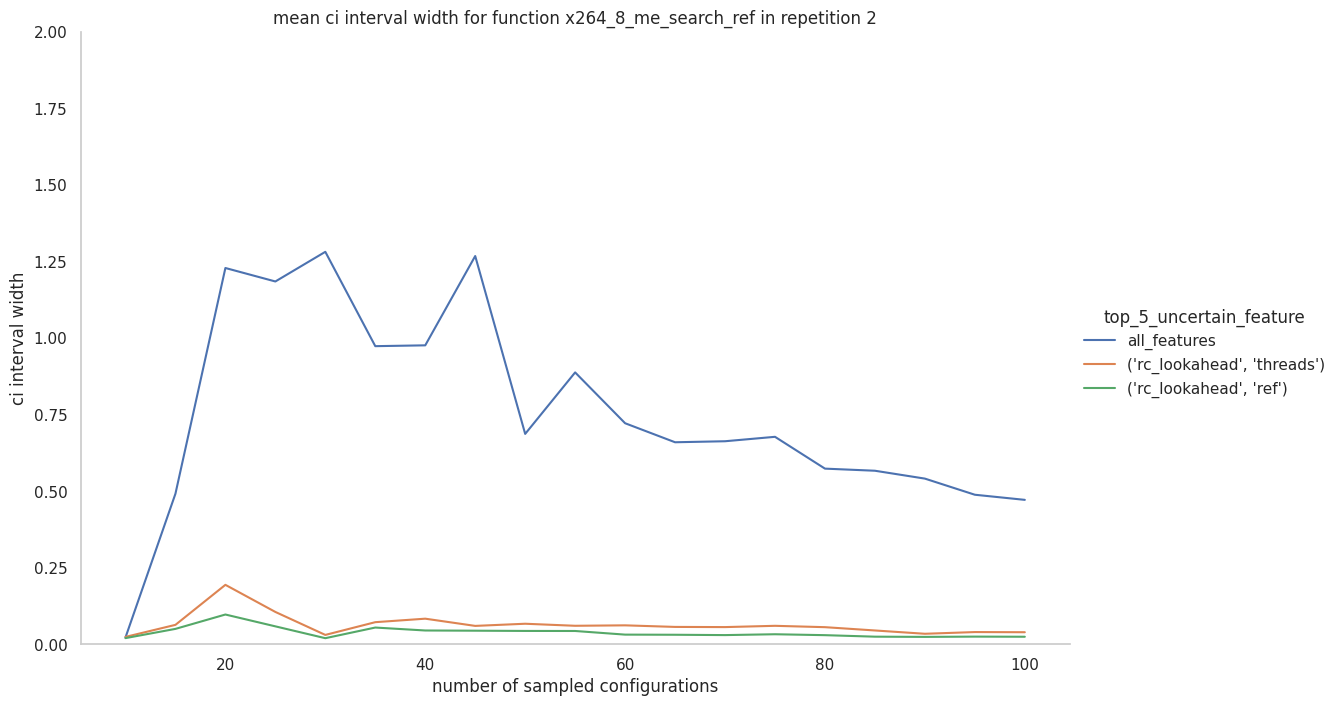 mean ci interval width for function x264_8_me_search_ref in repetition 2
2.00
1.75
1.50
1.25
1.00
0.75
0.50
0.25
0.00
ci interval width
20
40
60
80
100
number of sampled configurations
top_5_uncertain_feature
all_features
('rc_lookahead', 'threads')
('rc_lookahead', 'ref')